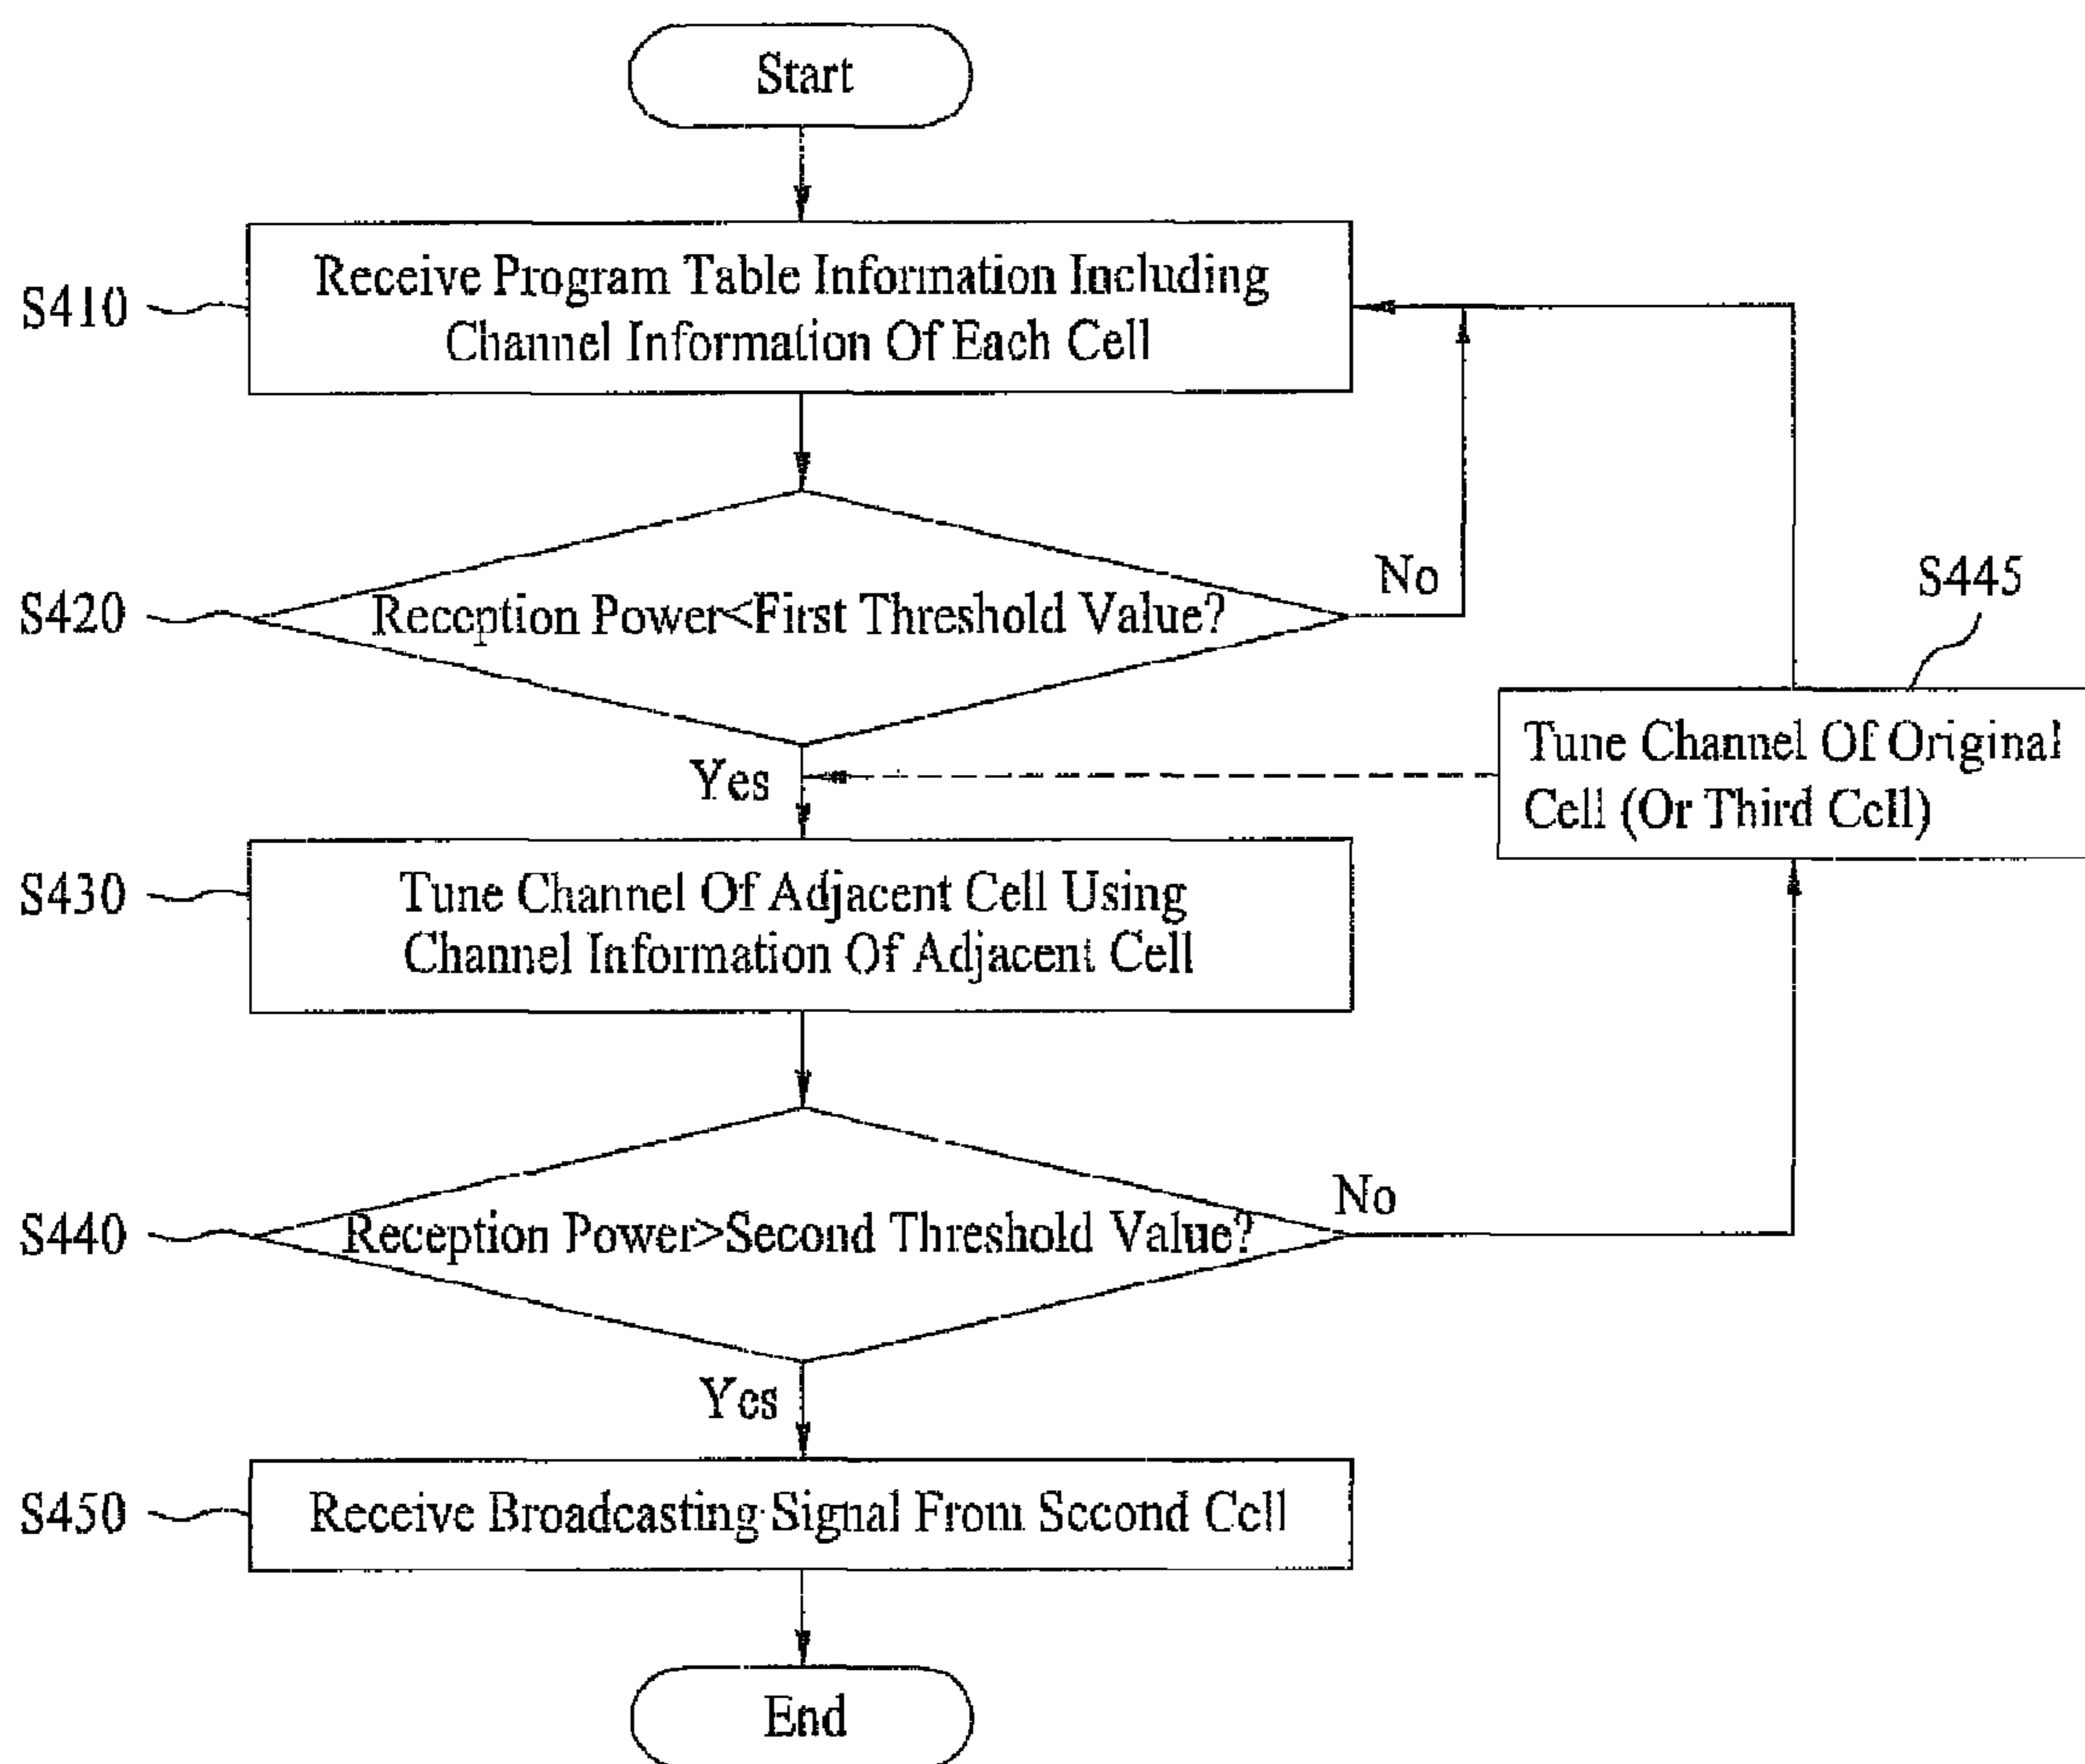 Start
S410
Receive Program Table Information Including
Channel Information Of Each Cell
S420
Reception Power<First Threshold Value?
No
S445
Tune Channel Of Original
Cell (Or Third Cell)
Yes
S430
Tune Channel Of Adjacent Cell Using
Channel Information Of Adjacent Cell
S440
Reception Power>Second Threshold Value?
No
Yes
S450
Receive Broadcasting Signal From Second Cell
End